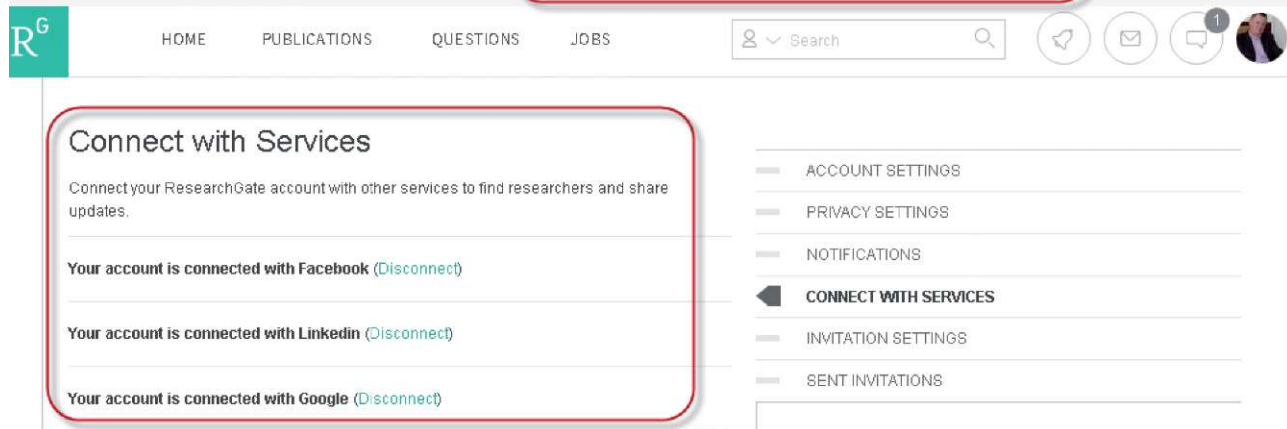 RG
HOME PUBLICATIONS QUESTIONS JOBS Search 1
Connect with Services
Connect your ResearchGate account with other services to find researchers and share
updates.
Your account is connected with Facebook (Disconnect)
Your account is connected with Linkedin (Disconnect)
Your account is connected with Google (Disconnect)
ACCOUNT SETTINGS
PRIVACY SETTINGS
NOTIFICATIONS
CONNECT WITH SERVICES
INVITATION SETTINGS
SENT INVITATIONS